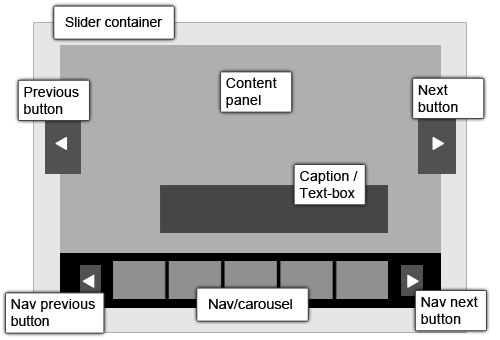 Slider container
Content
panel
Previous
button
Next
button
Caption /
Text-box
Nav previous
button
Nav/carousel
Nav next
button